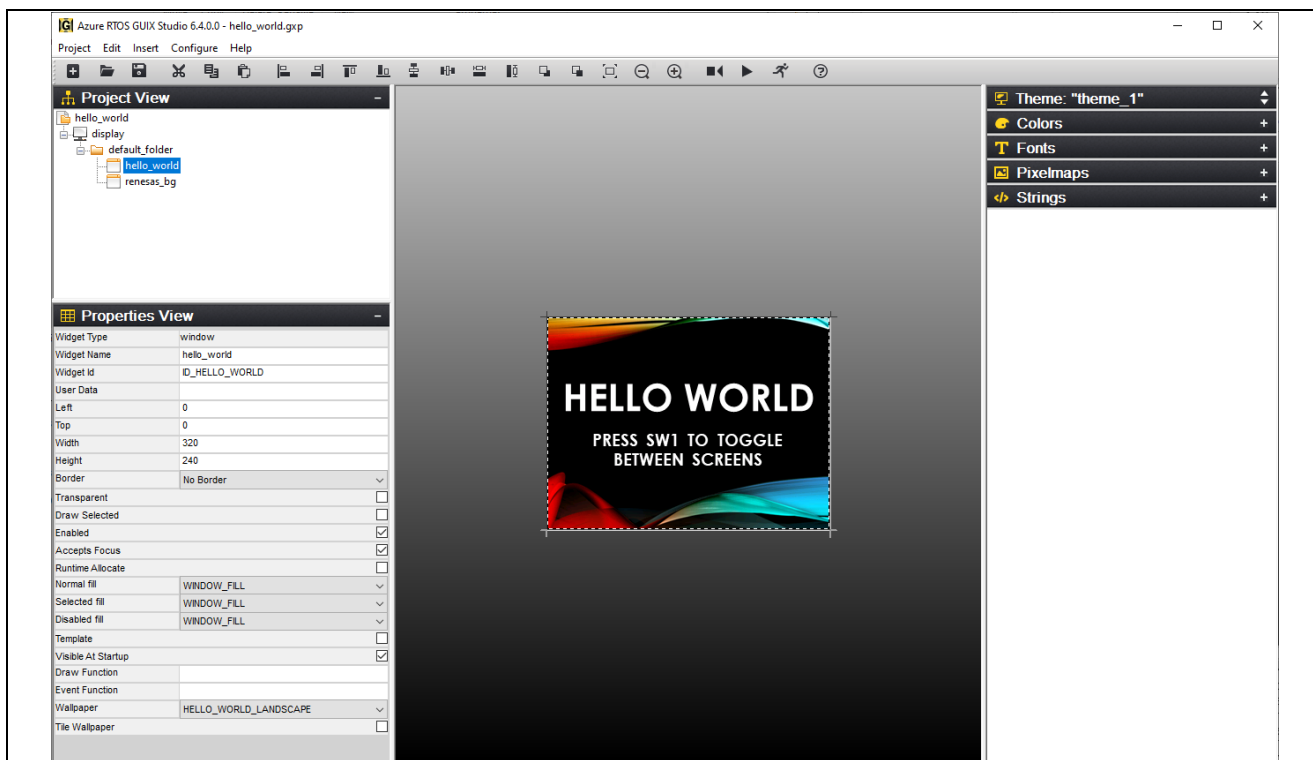 Azure RTOS GUIX Studio 6.4.0.0 - hello_world.gxp
Project Edit Insert Configure Help
Project View
hello_world
display
default_folder
hello_world
renesas_bg
Properties View
Widget Type window
Widget Name hello_world
Widget Id ID_HELLO_WORLD
User Data
Left 0
Top 0
Width 320
Height 240
Border No Border
Transparent
Draw Selected
Enabled
Accepts Focus
Runtime Allocate
Normal fill WINDOW_FILL
Selected fill WINDOW_FILL
Disabled fill WINDOW_FILL
Template
Visible At Startup
Draw Function
Event Function
Wallpaper HELLO_WORLD_LANDSCAPE
Tile Wallpaper
HELLO WORLD
PRESS SW1 TO TOGGLE
BETWEEN SCREENS
Theme: "theme_1"
Colors
Fonts
Pixelmaps
Strings